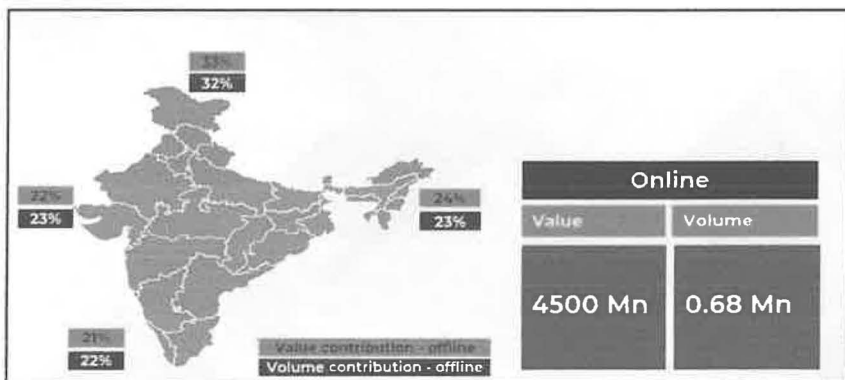 33%
32%
22%
23%
24%
23%
Online
Value Volume
4500 Mn 0.68 Mn
21%
22%
Value contribution - offline
Volume contribution - offline